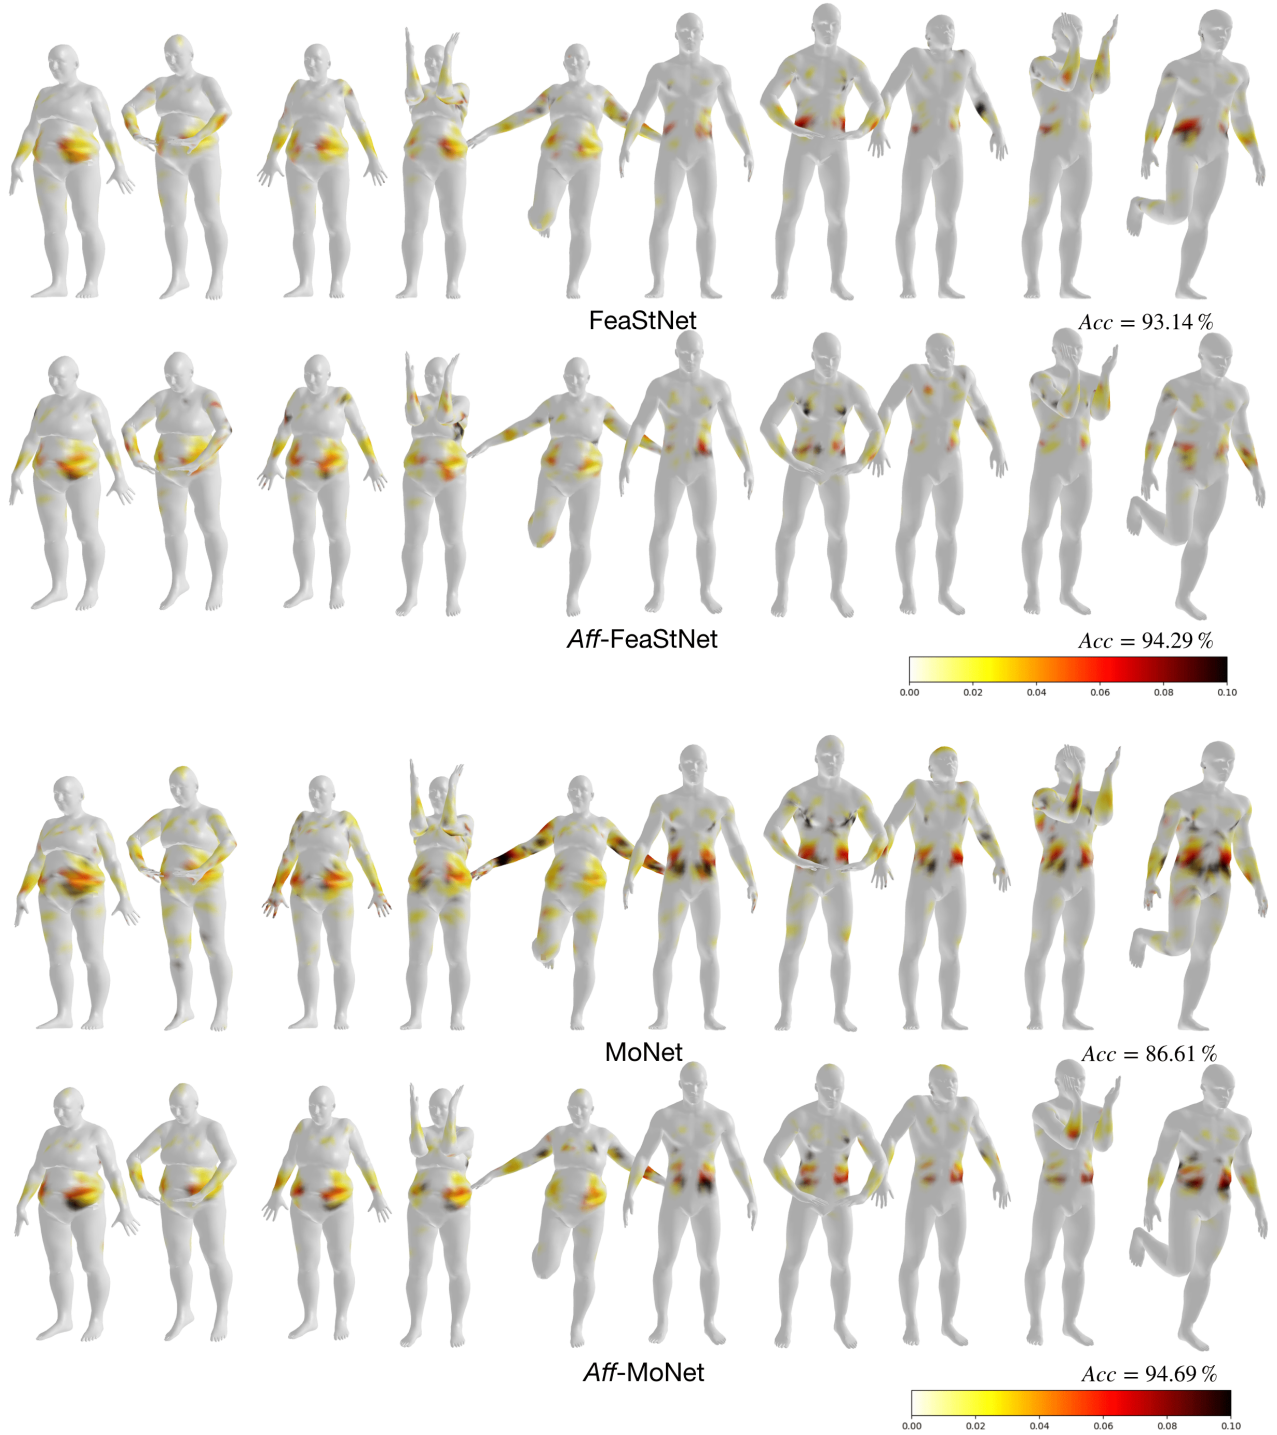 FeaStNet
Acc = 93.14 %
Aff-FeaStNet
Acc = 94.29 %
0.00 0.02 0.04 0.06 0.08 0.10
MoNet
Acc = 86.61 %
Aff-MoNet
Acc = 94.69 %
0.00 0.02 0.04 0.06 0.08 0.10